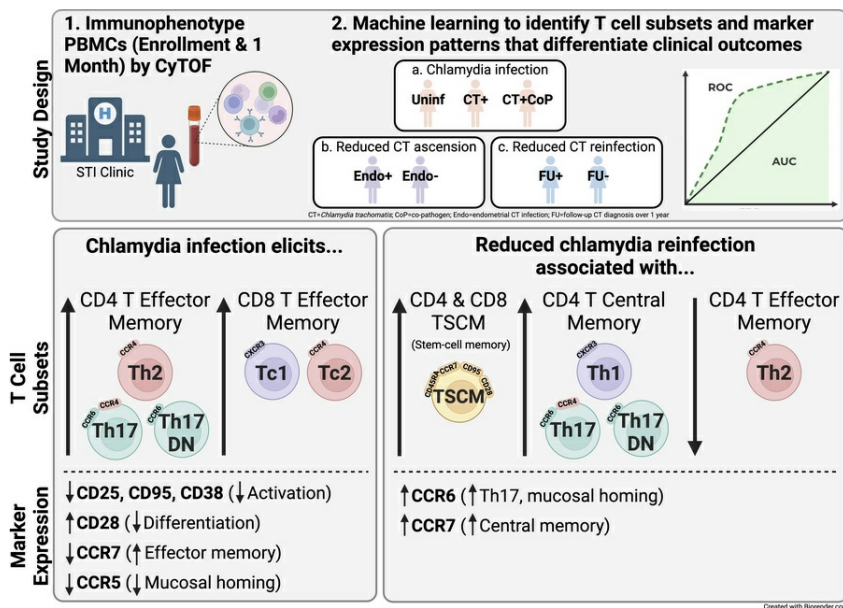 Study Design
1. Immunophenotype
PBMCs (Enrollment & 1
Month) by CyTOF
H
STI Clinic
2. Machine learning to identify T cell subsets and marker
expression patterns that differentiate clinical outcomes
a. Chlamydia infection
Uninf CT+ CT+CoP
b. Reduced CT ascension
Endo+ Endo-
c. Reduced CT reinfection
FU+ FU-
ROC
AUC
CT=Chlamydia trachomatis; CoP=co-pathogen; Endo=endometrial CT infection; FU=follow-up CT diagnosis over 1 year
T Cell
Subsets
Chlamydia infection elicits...
CD4 T Effector
Memory
CCR4
Th2
CCR6 CCR4
Th17
CCR6
Th17
DN
CD8 T Effector
Memory
CXCR3
Tc1
CCR4
Tc2
Reduced chlamydia reinfection
associated with...
CD4 & CD8
TSCM
(Stem-cell memory)
CD45RA CCR7 CD95 CD28
TSCM
CD4 T Central
Memory
CXCR3
Th1
CCR6 CCR4
Th17
CCR6
Th17
DN
CD4 T Effector
Memory
CCR4
Th2
Marker
Expression
↓CD25, CD95, CD38 (↓Activation)
↑CD28 (↓Differentiation)
↓CCR7 (↑Effector memory)
↓CCR5 (↓Mucosal homing)
↑CCR6 (↑Th17, mucosal homing)
↑CCR7 (↑Central memory)